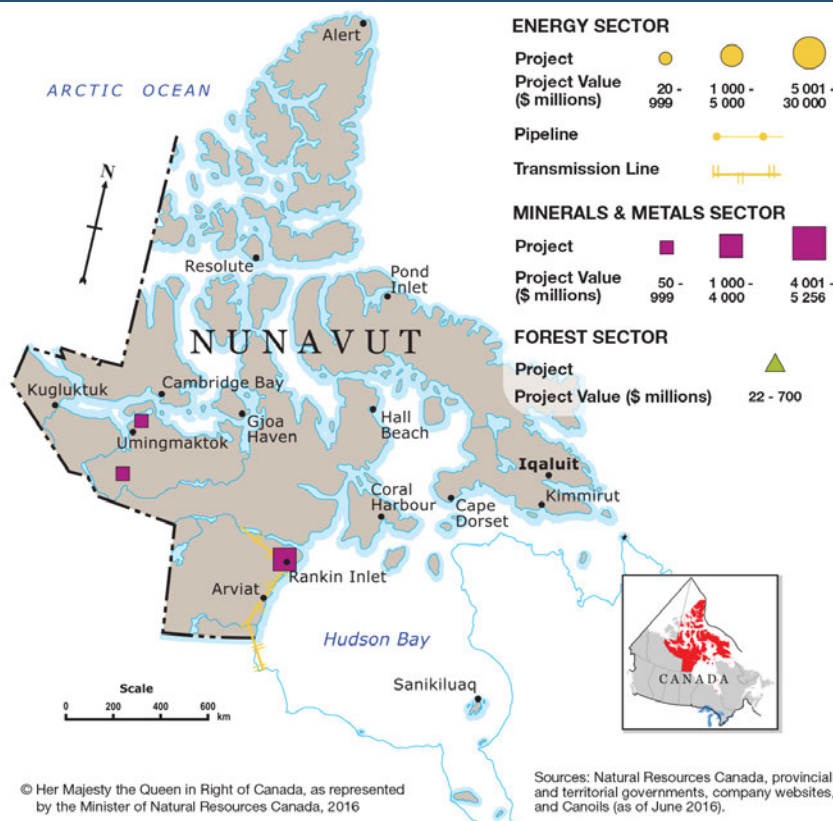 ENERGY SECTOR
Project
Project Value
($ millions)
20 -
999
1 000 -
5 000
5 001 -
30 000
Pipeline
Transmission Line
MINERALS & METALS SECTOR
Project
Project Value
($ millions)
50 -
999
1 000 -
4 000
4 001 -
5 256
FOREST SECTOR
Project
Project Value ($ millions)
22 - 700
Alert
ARCTIC OCEAN
N
Resolute
Pond
Inlet
NUNAVUT
Kugluktuk
Cambridge Bay
Umingmaktok
Gjoa
Haven
Hall
Beach
Iqaluit
Kimmirut
Coral
Harbour
Cape
Dorset
Rankin Inlet
Arviat
Hudson Bay
Sanikiluaq
Scale
0 200 400 600
km
CANADA
© Her Majesty the Queen in Right of Canada, as represented
by the Minister of Natural Resources Canada, 2016
Sources: Natural Resources Canada, provincial
and territorial governments, company websites,
and Canoils (as of June 2016).